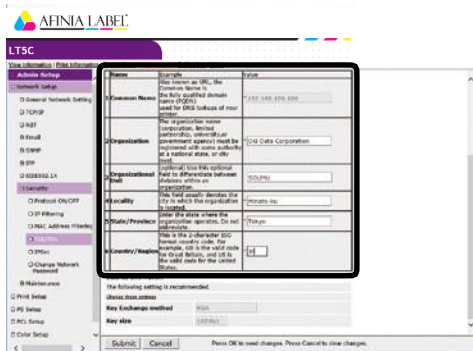 AFINIA LABEL
LT5C
View Information | Print Information
Admin Setup
Network Setup
General Network Setting
TCP/IP
NBT
Email
SNMP
IEEE802.1X
Security
Protocol ON/OFF
IP Filtering
MAC Address Filtering
SSL/TLS
IPSec
Change Network
Password
Maintenance
Print Setup
PS Setup
PCL Setup
Color Setup
Name Example Value
1 Common Name
Also known as URL, the
Common Name is
the fully qualified domain
name (FQDN)
used for DNS lookups of your
printer.
2 Organization
The organization name
(corporation, limited
partnership, university,or
government agency) must be
registered with some authority
at a national state, or city
level.
* Oki Data Corporation
3 Organizational
Unit
(optional) Use this optional
field to differentiate between
divisions within an
organization.
SOUMU
4 Locality
This field usually denotes the
city in which the organization
is located.
* Minato-ku
5 State/Province
Enter the state where the
organization operates. Do not
abbreviate.
* Tokyo
6 Country/Region
This is the 2-character ISO
format country code. For
example, GB is the valid code
for Great Britain, and US is
the valid code for the United
States.
The following setting is recommended.
Change from settings
Key Exchange method RSA
Key size
Submit Cancel Press OK to send changes. Press Cancel to clear changes.